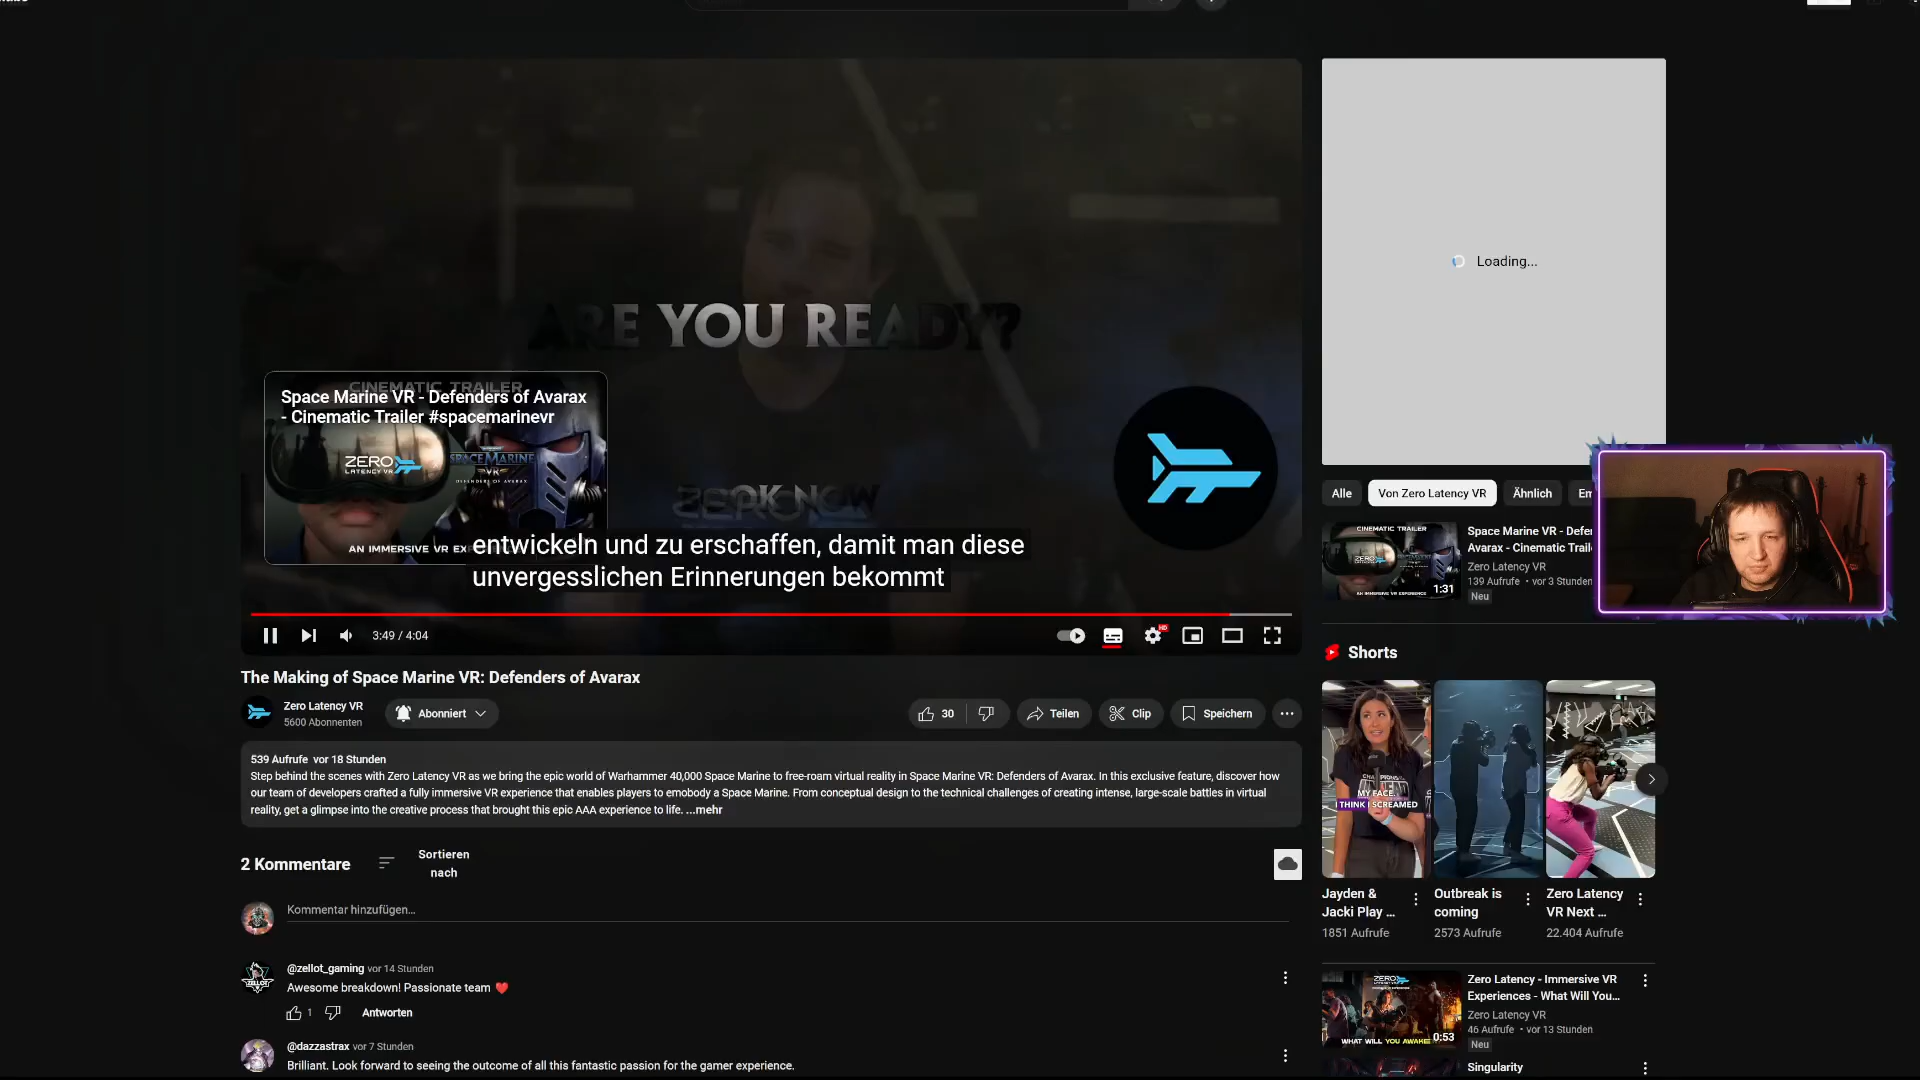 ARE YOU READY?
CINEMATIC TRAILER
Space Marine VR - Defenders of Avarax
- Cinematic Trailer #spacemarinevr
ZERO
LATENCY VR
SPACE MARINE
VR
DEFENDERS OF AVARAX
AN IMMERSIVE VR
entwickeln und zu erschaffen, damit man diese
unvergesslichen Erinnerungen bekommt
3:49 / 4:04
HD
The Making of Space Marine VR: Defenders of Avarax
Zero Latency VR
5600 Abonnenten
Abonniert
30
Teilen
Clip
Speichern
539 Aufrufe vor 18 Stunden
Step behind the scenes with Zero Latency VR as we bring the epic world of Warhammer 40,000 Space Marine to free-roam virtual reality in Space Marine VR: Defenders of Avarax. In this exclusive feature, discover how
our team of developers crafted a fully immersive VR experience that enables players to emobody a Space Marine. From conceptual design to the technical challenges of creating intense, large-scale battles in virtual
reality, get a glimpse into the creative process that brought this epic AAA experience to life. ...mehr
2 Kommentare
Sortieren
nach
Kommentar hinzufügen...
@zellot_gaming vor 14 Stunden
Awesome breakdown! Passionate team ❤️
1
Antworten
@dazzastrax vor 7 Stunden
Brilliant. Look forward to seeing the outcome of all this fantastic passion for the gamer experience.
Loading...
Alle
Von Zero Latency VR
Ähnlich
Em
CINEMATIC TRAILER
1:31
Space Marine VR - Defen
Avarax - Cinematic Trail
Zero Latency VR
139 Aufrufe • vor 3 Stunden
Neu
Shorts
MY FACE.
I THINK I SCREAMED
Jayden &
Jacki Play ...
1851 Aufrufe
Outbreak is
coming
2573 Aufrufe
Zero Latency
VR Next ...
22.404 Aufrufe
ZERO
WHAT WILL YOU AWAKE
0:53
Zero Latency - Immersive VR
Experiences - What Will You...
Zero Latency VR
46 Aufrufe • vor 13 Stunden
Neu
Singularity